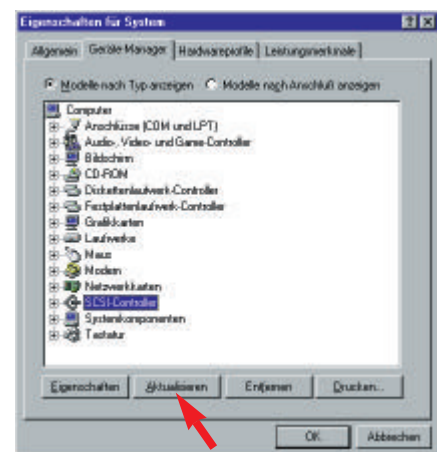 Eigenschaften für System
Allgemein Geräte-Manager Hardwareprofile Leistungsmerkmale
Modelle nach Typ anzeigen Modelle nach Anschluß anzeigen
Computer
Anschlüsse (COM und LPT)
Audio-, Video- und Game-Controller
Bildschirm
CD-ROM
Diskettenlaufwerk-Controller
Festplattenlaufwerk-Controller
Grafikkarten
Laufwerke
Maus
Modem
Netzwerkkarten
SCSI-Controller
Systemkomponenten
Tastatur
Eigenschaften Aktualisieren Entfernen Drucken...
OK Abbrechen